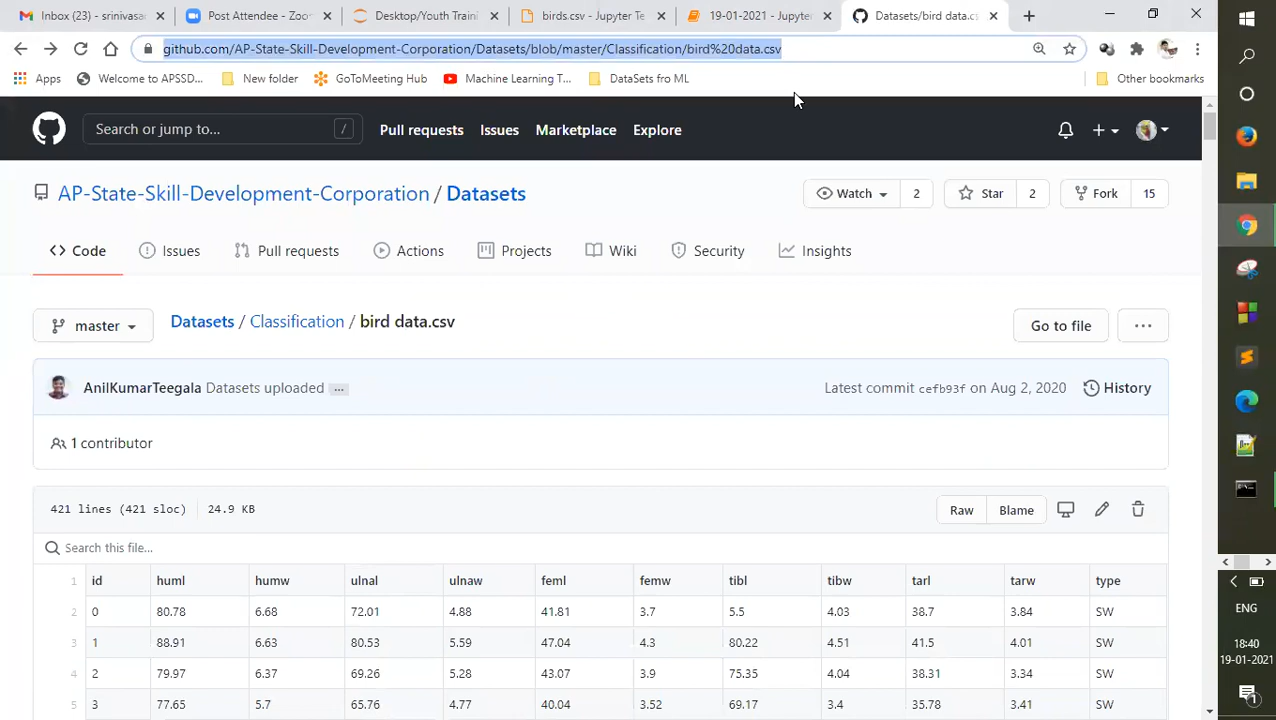 Inbox (23) - srinivasac
Post Attendee - Zoo
Desktop/Youth Traini
birds.csv - Jupyter Te
19-01-2021 - Jupyte
Datasets/bird data.cs
github.com/AP-State-Skill-Development-Corporation/Datasets/blob/master/Classification/bird%20data.csv
Apps
Welcome to APSSD...
New
GoToMeeting Hub
Machine Learning T...
DataSets fro ML
Other bookmarks
Search or jump to... /
Pull requests
Issues
Marketplace
Explore
AP-State-Skill-Development-Corporation / Datasets
Watch 2
Star 2
Fork 15
Code
Issues
Pull requests
Actions
Projects
Wiki
Security
Insights
master
Datasets / Classification / bird data.csv
Go to file
...
AnilKumarTeegala Datasets uploaded ...
Latest commit cefb93f on Aug 2, 2020
History
1 contributor
421 lines (421 sloc) 24.9 KB
Raw
Blame
Search this file...
1 id huml humw ulnal ulnaw feml femw tibl tibw tarl tarw type
2 0 80.78 6.68 72.01 4.88 41.81 3.7 5.5 4.03 38.7 3.84 SW
3 1 88.91 6.63 80.53 5.59 47.04 4.3 80.22 4.51 41.5 4.01 SW
4 2 79.97 6.37 69.26 5.28 43.07 3.9 75.35 4.04 38.31 3.34 SW
5 3 77.65 5.7 65.76 4.77 40.04 3.52 69.17 3.4 35.78 3.41 SW
ENG
18:40
19-01-2021
1